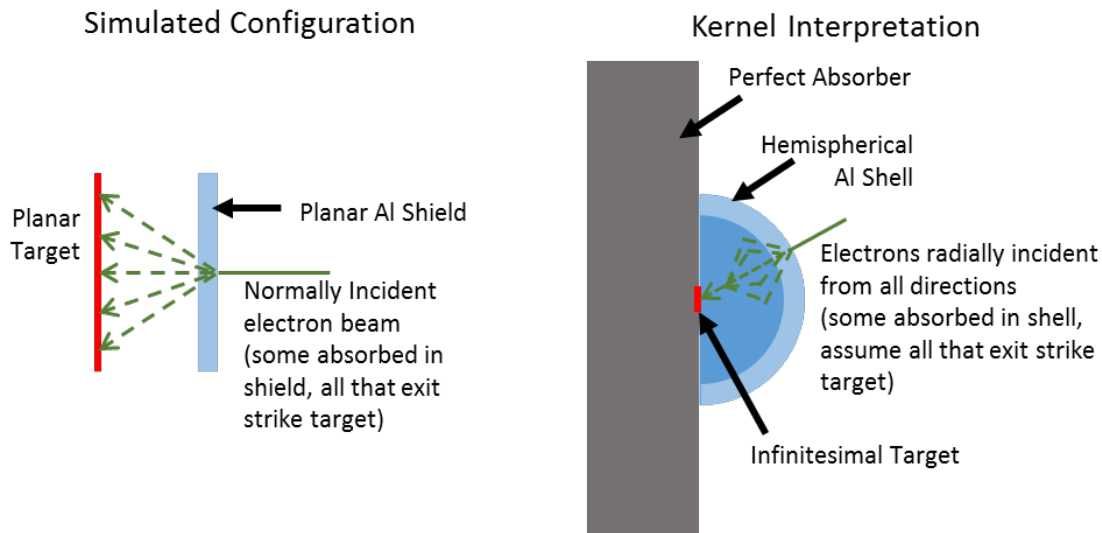 Simulated Configuration
Planar
Target
Planar Al Shield
Normally Incident
electron beam
(some absorbed in
shield, all that exit
strike target)
Kernel Interpretation
Perfect Absorber
Hemispherical
Al Shell
Electrons radially incident
from all directions
(some absorbed in shell,
assume all that exit strike
target)
Infinitesimal Target